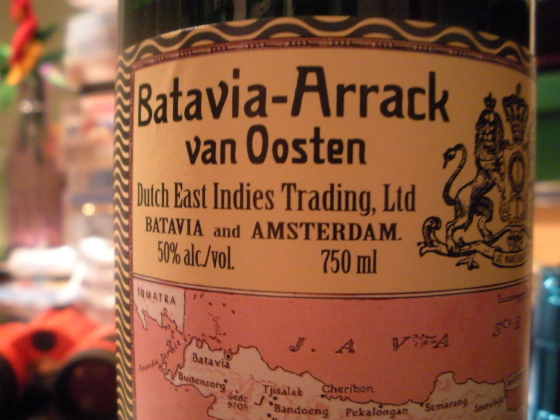 Batavia-Arrack
van Oosten
Dutch East Indies Trading, Ltd
BATAVIA and AMSTERDAM.
50% alc./vol. 750 ml
SUMATRA
JAVA
Batavia
Buitenzorg
Tjisalak Cheribon
Bandoeng Pekalongan Semarang